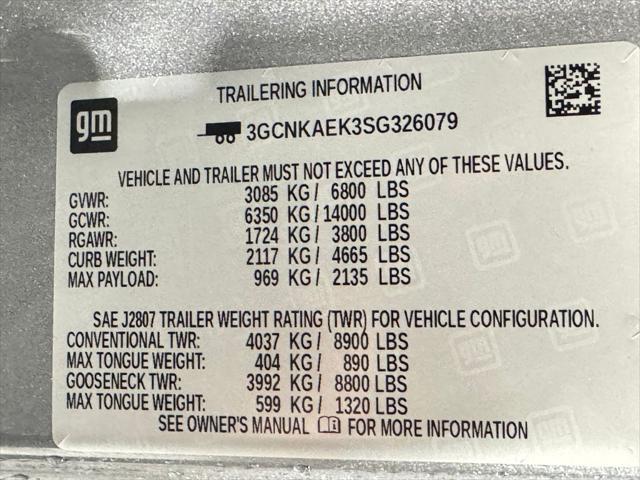 TRAILERING INFORMATION
gm
3GCNKAEK3SG326079
VEHICLE AND TRAILER MUST NOT EXCEED ANY OF THESE VALUES.
GVWR: 3085 KG/ 6800 LBS
GCWR: 6350 KG/14000 LBS
RGAWR: 1724 KG/ 3800 LBS
CURB WEIGHT: 2117 KG/ 4665 LBS
MAX PAYLOAD: 969 KG/ 2135 LBS
SAE J2807 TRAILER WEIGHT RATING (TWR) FOR VEHICLE CONFIGURATION.
CONVENTIONAL TWR: 4037 KG/ 8900 LBS
MAX TONGUE WEIGHT: 404 KG/ 890 LBS
GOOSENECK TWR: 3992 KG/ 8800 LBS
MAX TONGUE WEIGHT: 599 KG/ 1320 LBS
SEE OWNER'S MANUAL FOR MORE INFORMATION